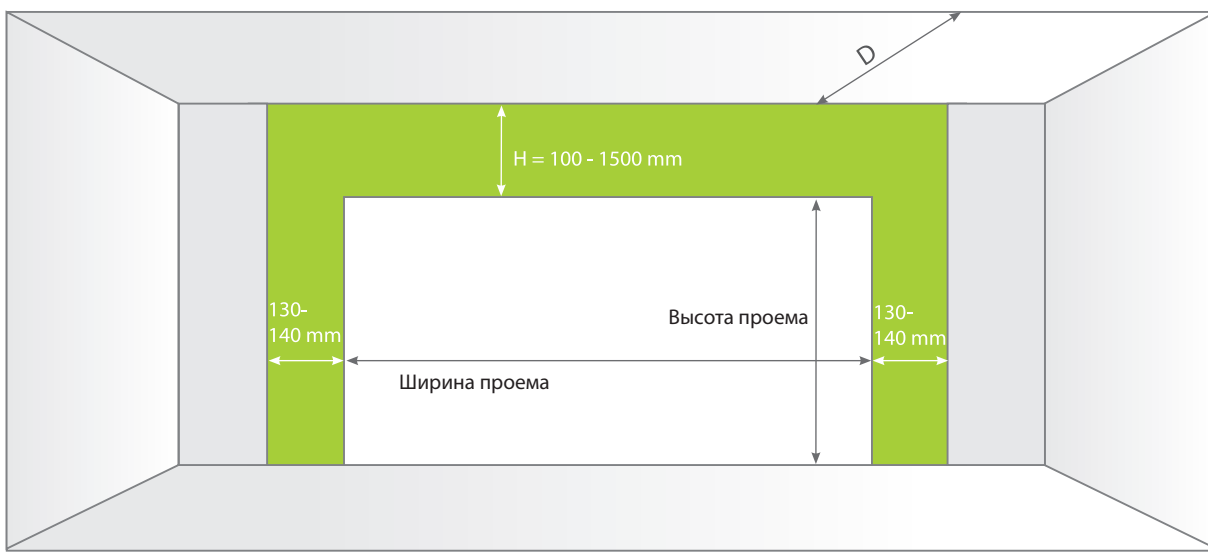 D
H = 100 - 1500 mm
130-
140 mm
Высота проема
130-
140 mm
Ширина проема